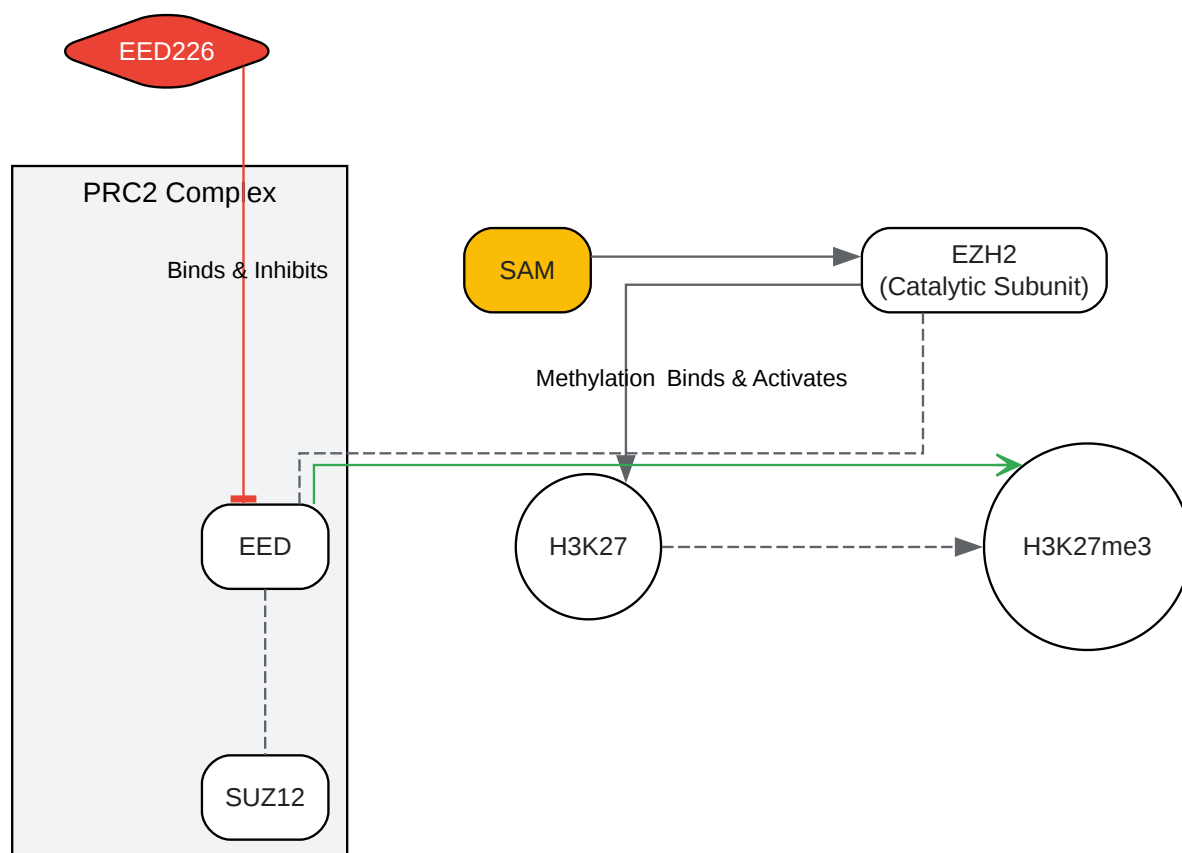 EED226
PRC2 Complex
Binds & Inhibits
SAM
EZH2
(Catalytic Subunit)
Methylation
Binds & Activates
EED
H3K27
H3K27me3
SUZ12